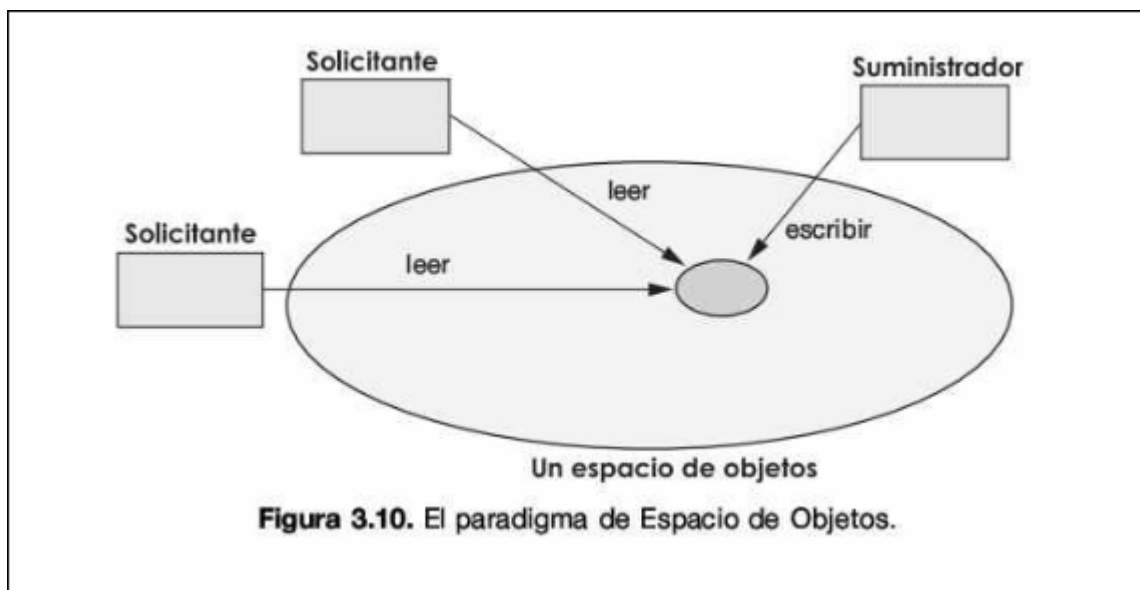 Solicitante
Suministrador
leer
escribir
Solicitante
leer
Un espacio de objetos
Figura 3.10. El paradigma de Espacio de Objetos.